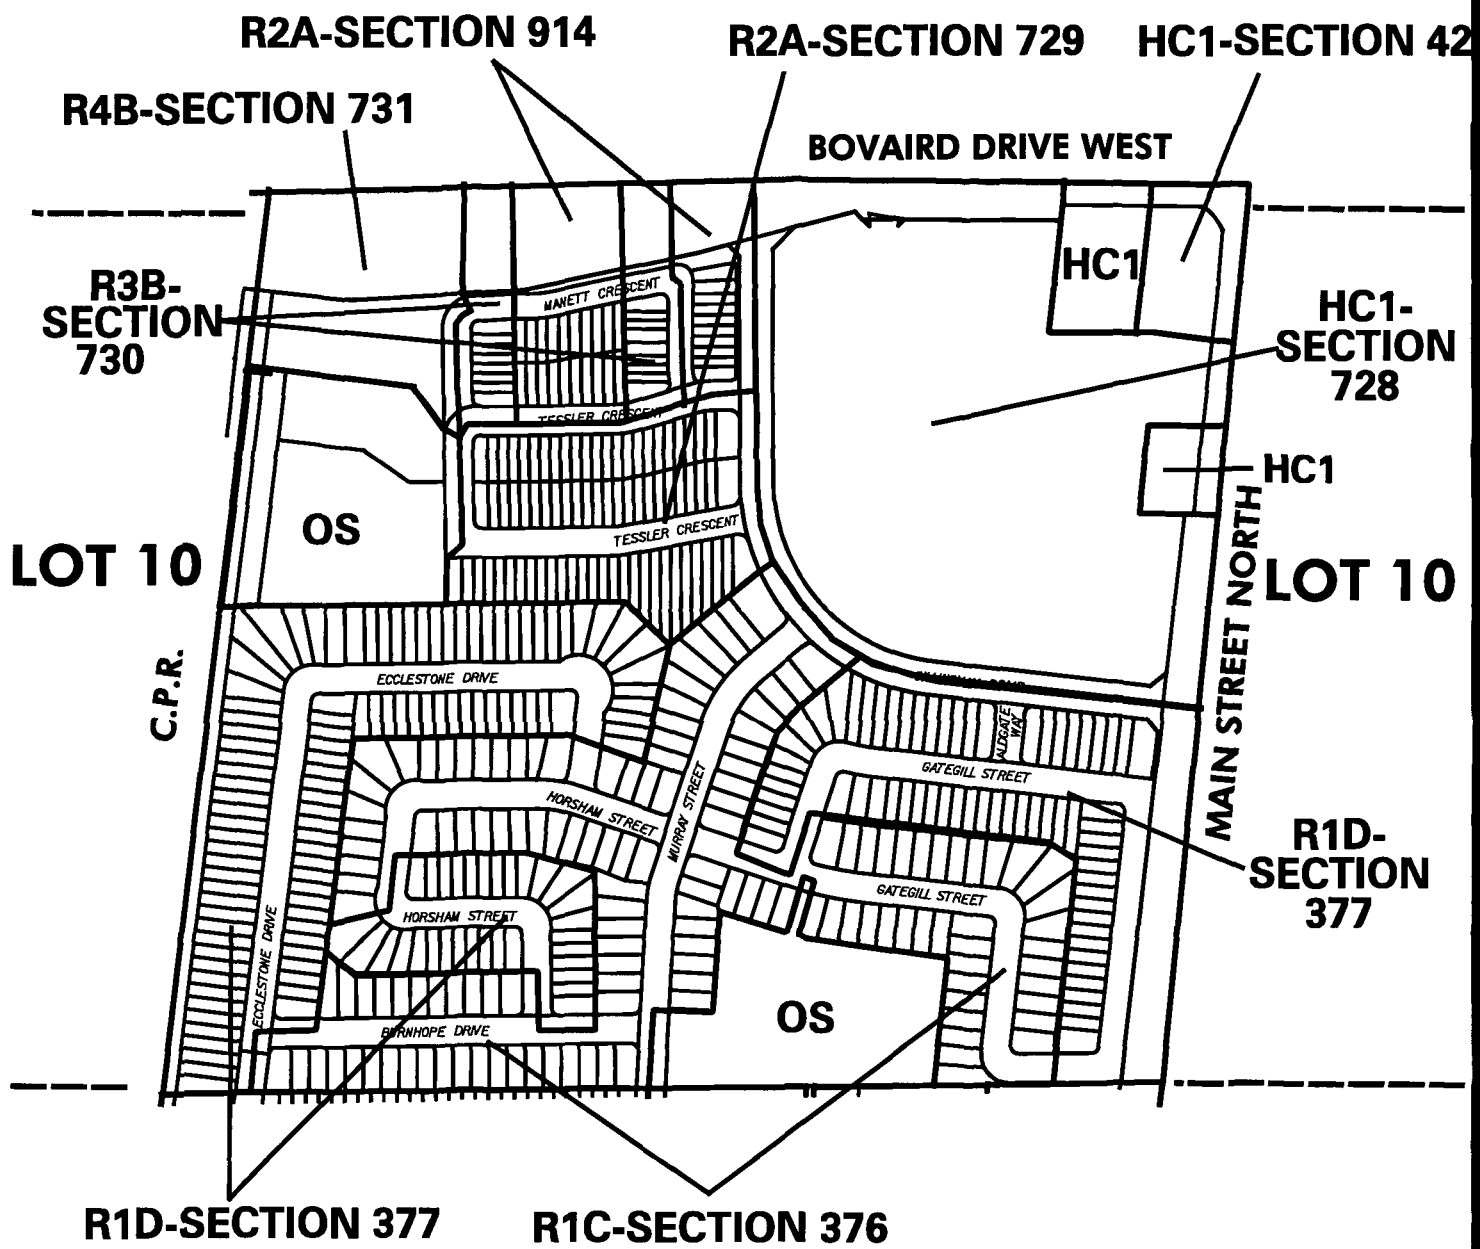 R2A-SECTION 914
R2A-SECTION 729
HC1-SECTION 42
R4B-SECTION 731
BOVAIRD DRIVE WEST
HC1
R3B-
SECTION
730
MANETT CRESCENT
HC1-
SECTION
728
TESSLER CRESCENT
HC1
OS
TESSLER CRESCENT
LOT 10
LOT 10
MAIN STREET NORTH
C.P.R.
ECCLESTONE DRIVE
DRIVE
ALDGATE
WAY
GATEGILL STREET
HORSHAM STREET
MURRAY STREET
R1D-
SECTION
377
GATEGILL STREET
HORSHAM STREET
ECCLESTONE DRIVE
OS
BURNHOPE DRIVE
R1D-SECTION 377
R1C-SECTION 376